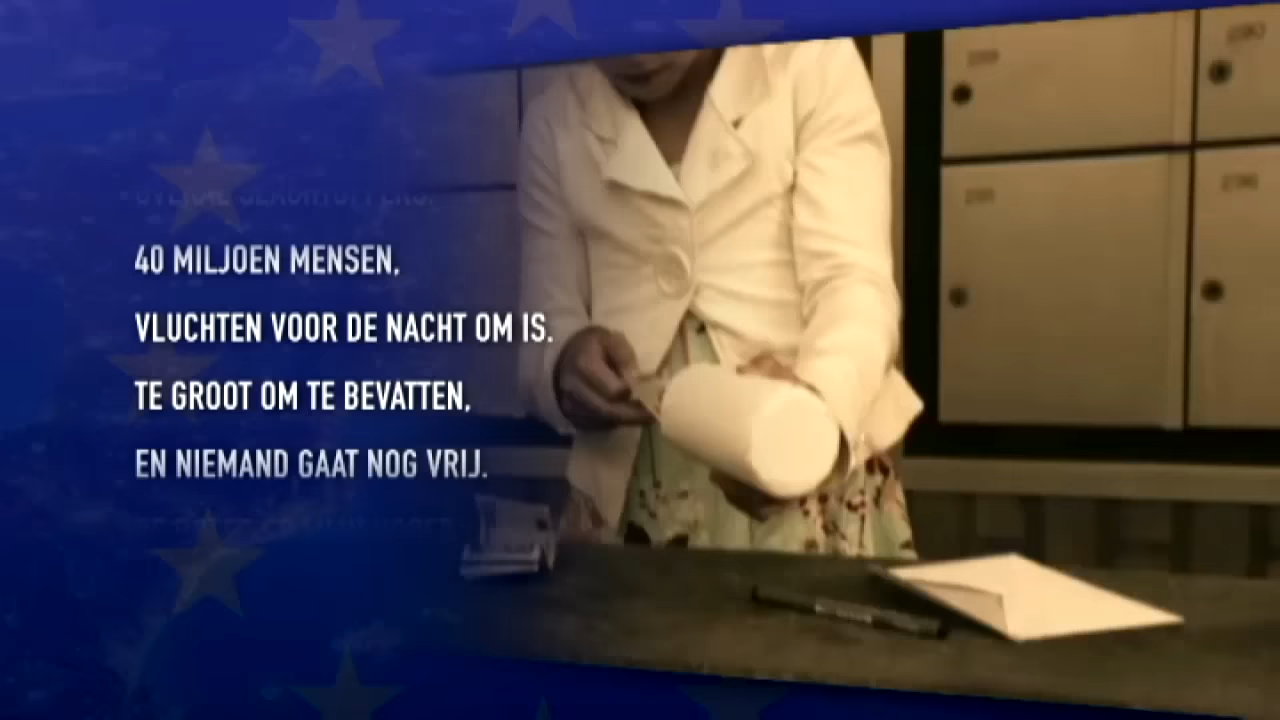 40 MILJOEN MENSEN,
VLUCHTEN VOOR DE NACHT OM IS.
TE GROOT OM TE BEVATTEN,
EN NIEMAND GAAT NOG VRIJ.